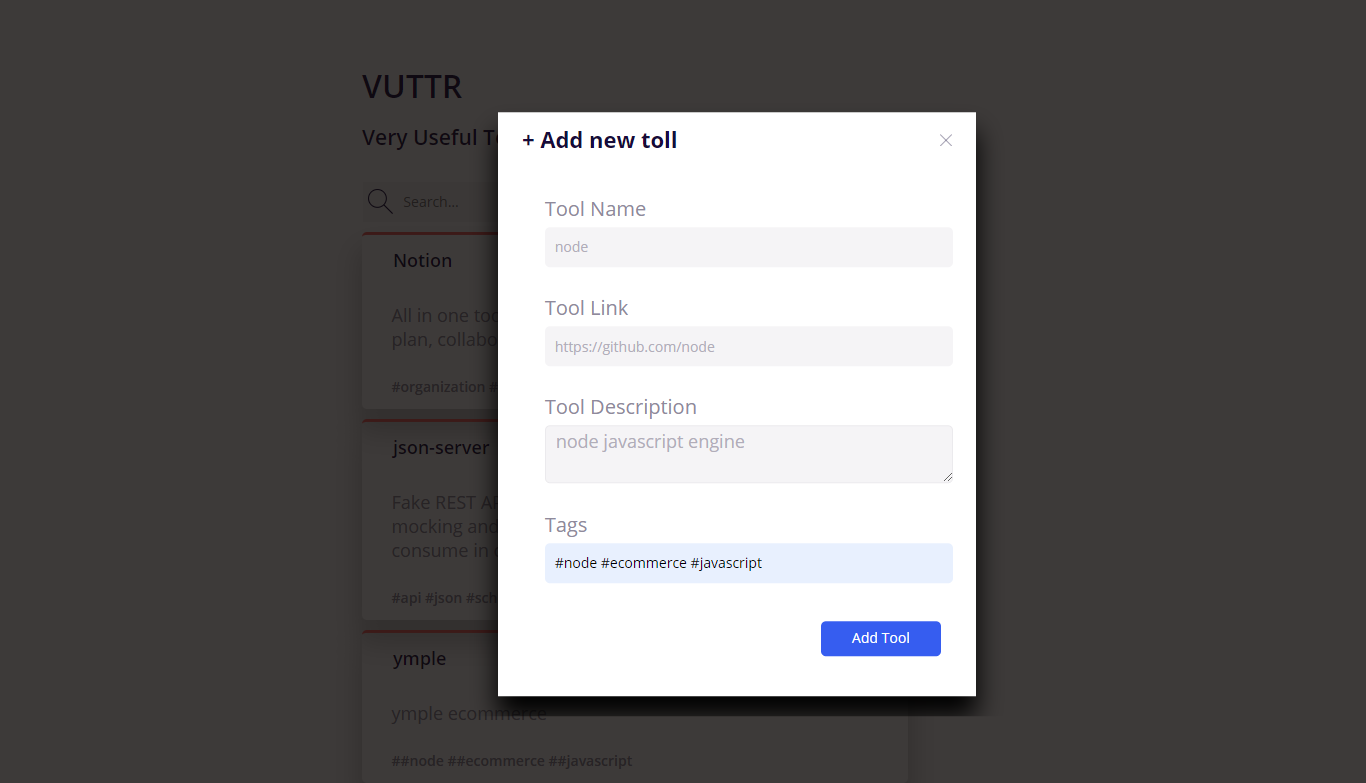 VUTTR
Very Useful T
Search...
Notion
All in one too
plan, collabo
#organization #
json-server
Fake REST AP
mocking and
consume in
#api #json #sch
ymple
ymple ecommerce
##node ##ecommerce ##javascript
+ Add new toll
Tool Name
node
Tool Link
https://github.com/node
Tool Description
node javascript engine
Tags
#node #ecommerce #javascript
Add Tool